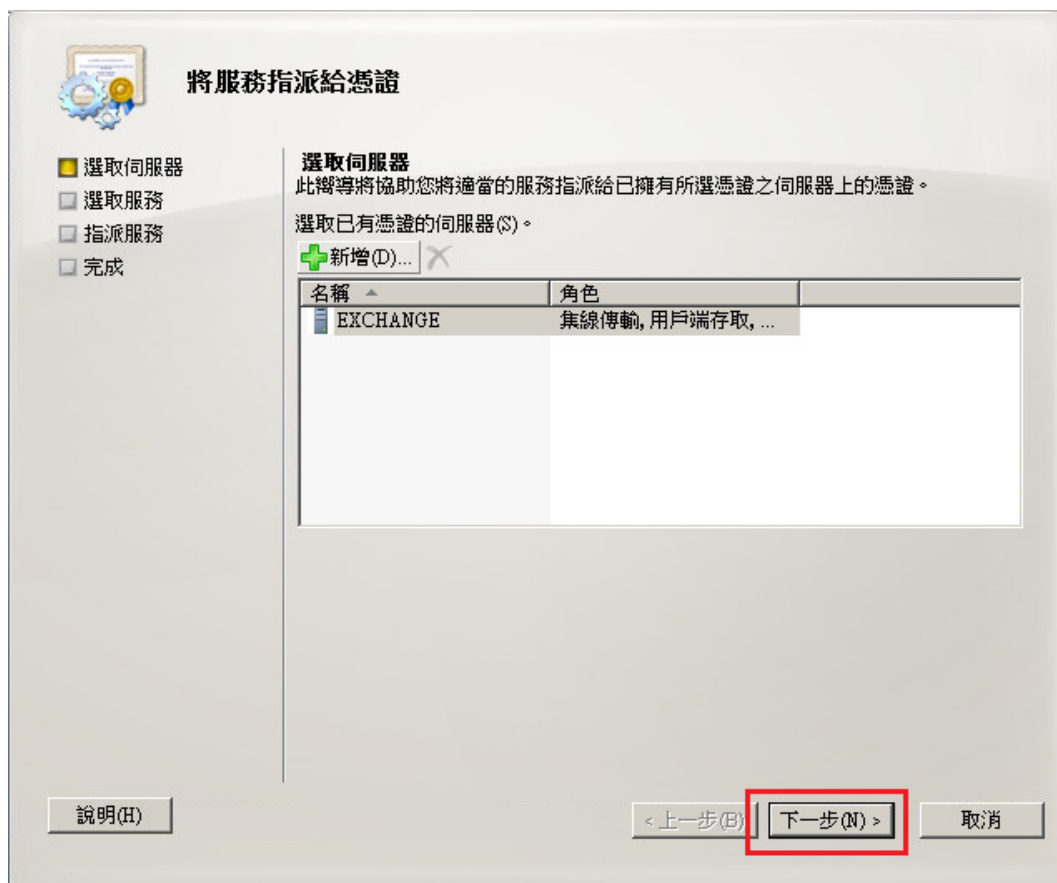 將服務指派給憑證
選取伺服器
選取服務
指派服務
完成
選取伺服器
此嚮導將協助您將適當的服務指派給已擁有所選憑證之伺服器上的憑證。
選取已有憑證的伺服器(S)。
新增(D)...
名稱 角色
EXCHANGE 集線傳輸, 用戶端存取, ...
說明(H) < 上一步(B) 下一步(N) > 取消